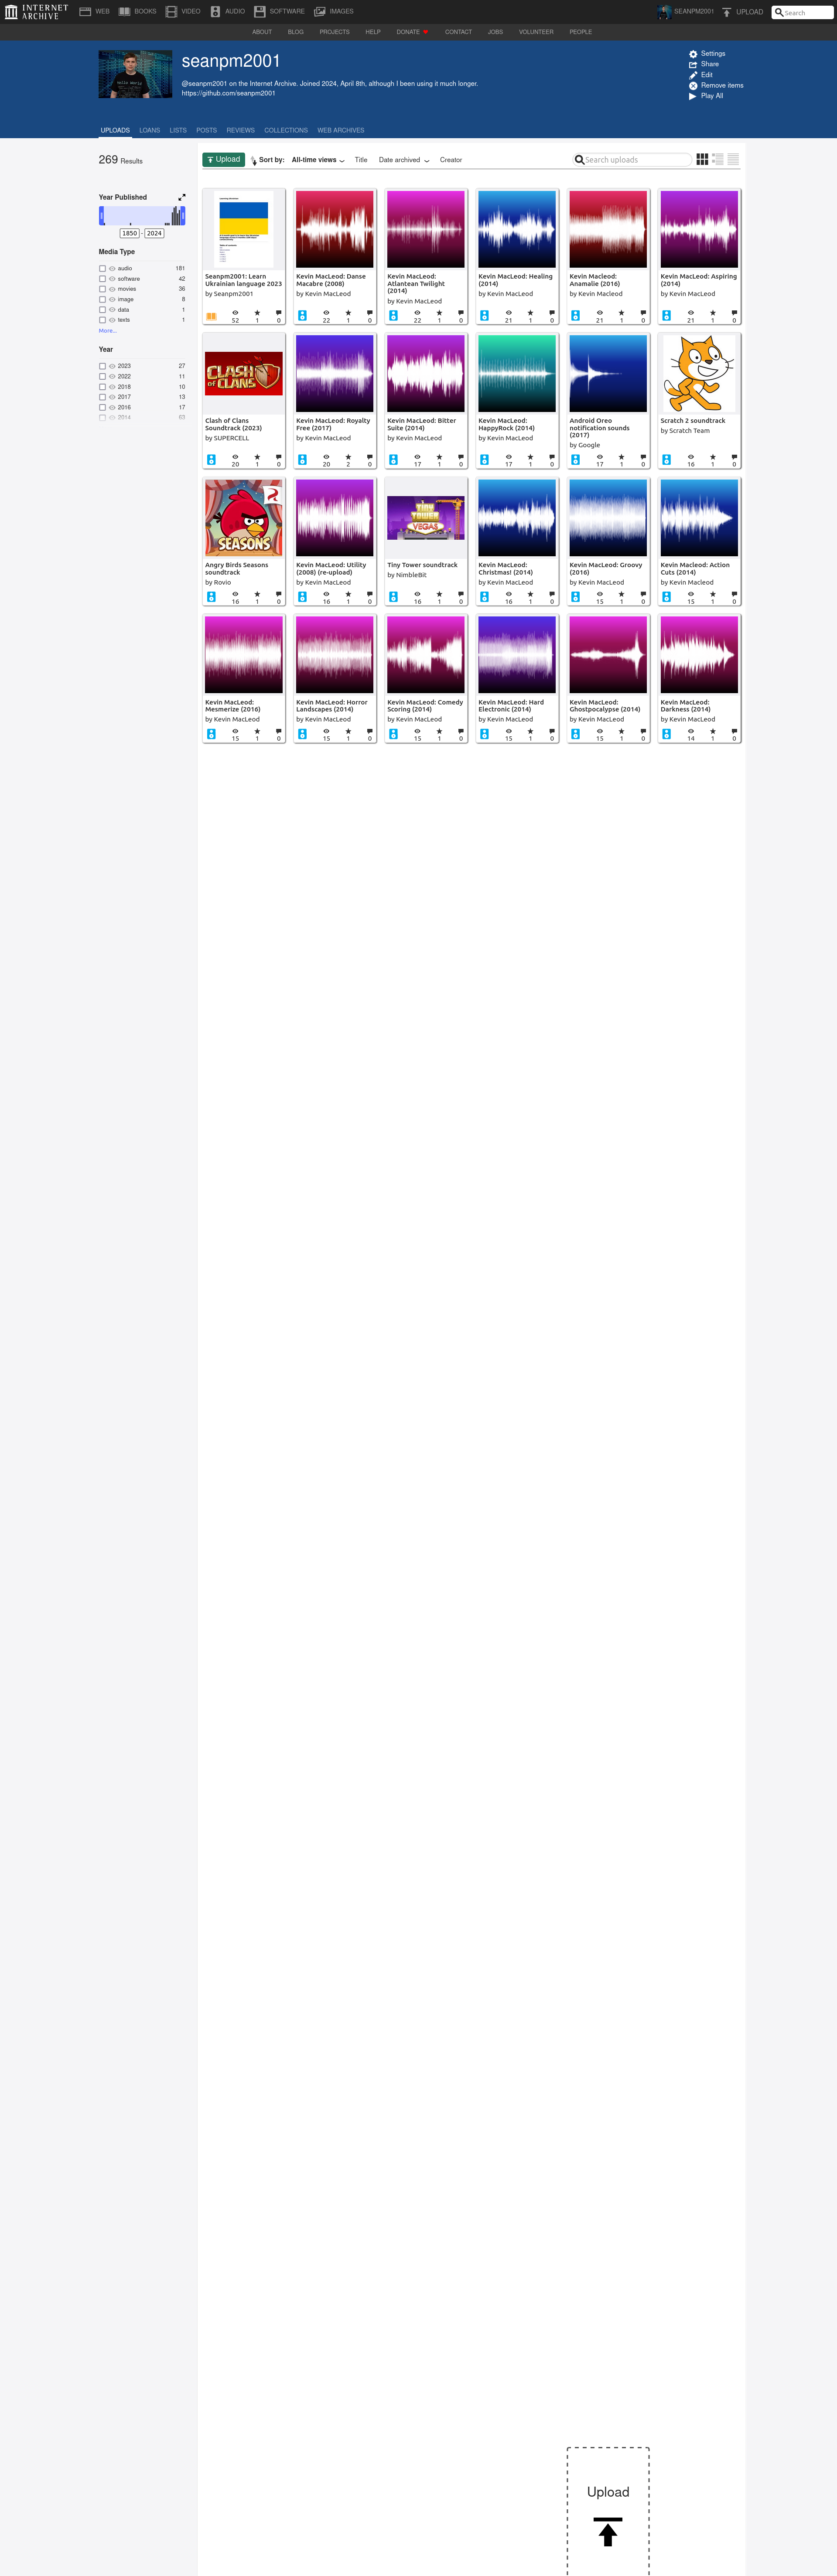 INTERNET ARCHIVE
WEB BOOKS VIDEO AUDIO SOFTWARE IMAGES SEANPM2001 UPLOAD Search
ABOUT BLOG PROJECTS HELP DONATE CONTACT JOBS VOLUNTEER PEOPLE
seanpm2001
@seanpm2001 on the Internet Archive. Joined 2024, April 8th, although I been using it much longer.
https://github.com/seanpm2001
Settings
Share
Edit
Remove items
Play All
UPLOADS LOANS LISTS POSTS REVIEWS COLLECTIONS WEB ARCHIVES
269 Results
Year Published
1850 - 2024
Media Type
audio 181
software 42
movies 36
image 8
data 1
texts 1
More...
Year
2023 27
2022 11
2018 10
2017 13
2016 17
2014 83
Upload Sort by: All-time views Title Date archived Creator Search uploads
Seanpm2001: Learn
Ukrainian language 2023
by Seanpm2001
52 1 0
Kevin MacLeod: Danse
Macabre (2008)
by Kevin MacLeod
22 1 0
Kevin MacLeod:
Atlantean Twilight
(2014)
by Kevin MacLeod
22 1 0
Kevin MacLeod: Healing
(2014)
by Kevin MacLeod
21 1 0
Kevin Macleod:
Anamalie (2016)
by Kevin Macleod
21 1 0
Kevin MacLeod: Aspiring
(2014)
by Kevin MacLeod
21 1 0
CLASH OF CLANS
Clash of Clans
Soundtrack (2023)
by SUPERCELL
20 1 0
Kevin MacLeod: Royalty
Free (2017)
by Kevin MacLeod
20 2 0
Kevin MacLeod: Bitter
Suite (2014)
by Kevin MacLeod
17 1 0
Kevin MacLeod:
HappyRock (2014)
by Kevin MacLeod
17 1 0
Android Oreo
notification sounds
(2017)
by Google
17 1 0
Scratch 2 soundtrack
by Scratch Team
16 1 0
SEASONS
Angry Birds Seasons
soundtrack
by Rovio
16 1 0
Kevin MacLeod: Utility
(2008) (re-upload)
by Kevin MacLeod
16 1 0
TINY TOWER VEGAS
Tiny Tower soundtrack
by NimbleBit
16 1 0
Kevin MacLeod:
Christmas! (2014)
by Kevin MacLeod
16 1 0
Kevin MacLeod: Groovy
(2016)
by Kevin MacLeod
15 1 0
Kevin Macleod: Action
Cuts (2014)
by Kevin Macleod
15 1 0
Kevin MacLeod:
Mesmerize (2016)
by Kevin MacLeod
15 1 0
Kevin MacLeod: Horror
Landscapes (2014)
by Kevin MacLeod
15 1 0
Kevin MacLeod: Comedy
Scoring (2014)
by Kevin MacLeod
15 1 0
Kevin MacLeod: Hard
Electronic (2014)
by Kevin MacLeod
15 1 0
Kevin MacLeod:
Ghostpocalypse (2014)
by Kevin MacLeod
15 1 0
Kevin MacLeod:
Darkness (2014)
by Kevin MacLeod
14 1 0
Upload